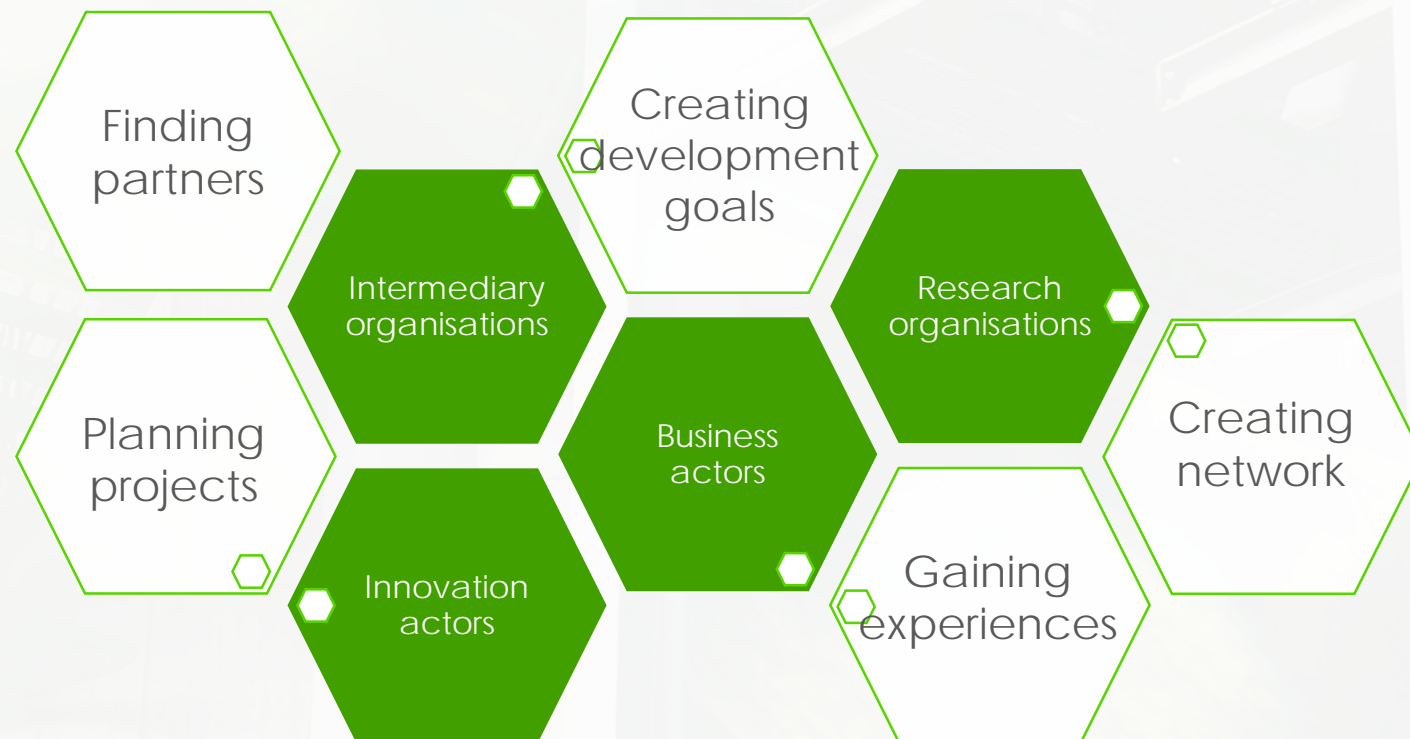 Finding
partners
Creating
development
goals
Intermediary
organisations
Research
organisations
Planning
projects
Business
actors
Creating
network
Innovation
actors
Gaining
experiences